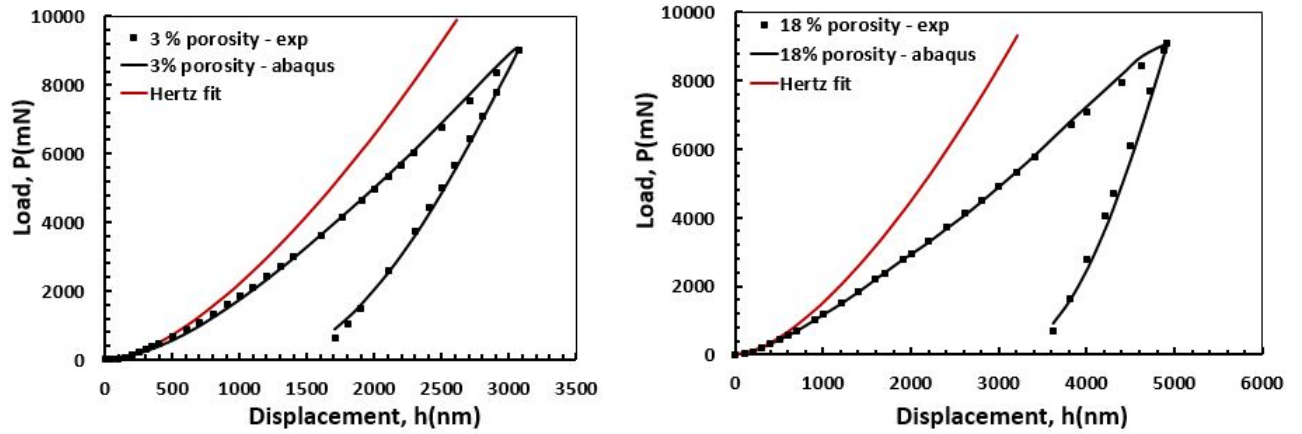 10000
8000
6000
4000
2000
0
Load, P(mN)
3 % porosity - exp
3% porosity - abaqus
Hertz fit
0 500 1000 1500 2000 2500 3000 3500
Displacement, h(nm)
10000
8000
6000
4000
2000
0
Load, P(mN)
18 % porosity - exp
18% porosity - abaqus
Hertz fit
0 1000 2000 3000 4000 5000 6000
Displacement, h(nm)